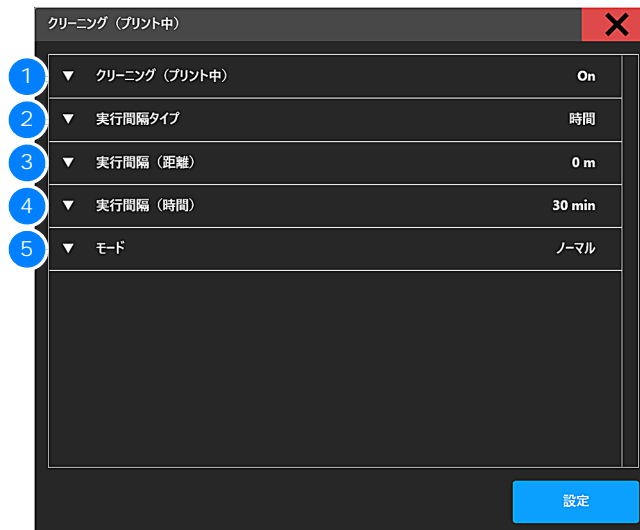 クリーニング（プリント中）
1 ▼ クリーニング（プリント中） On
2 ▼ 実行間隔タイプ 時間
3 ▼ 実行間隔（距離） 0 m
4 ▼ 実行間隔（時間） 30 min
5 ▼ モード ノーマル
設定